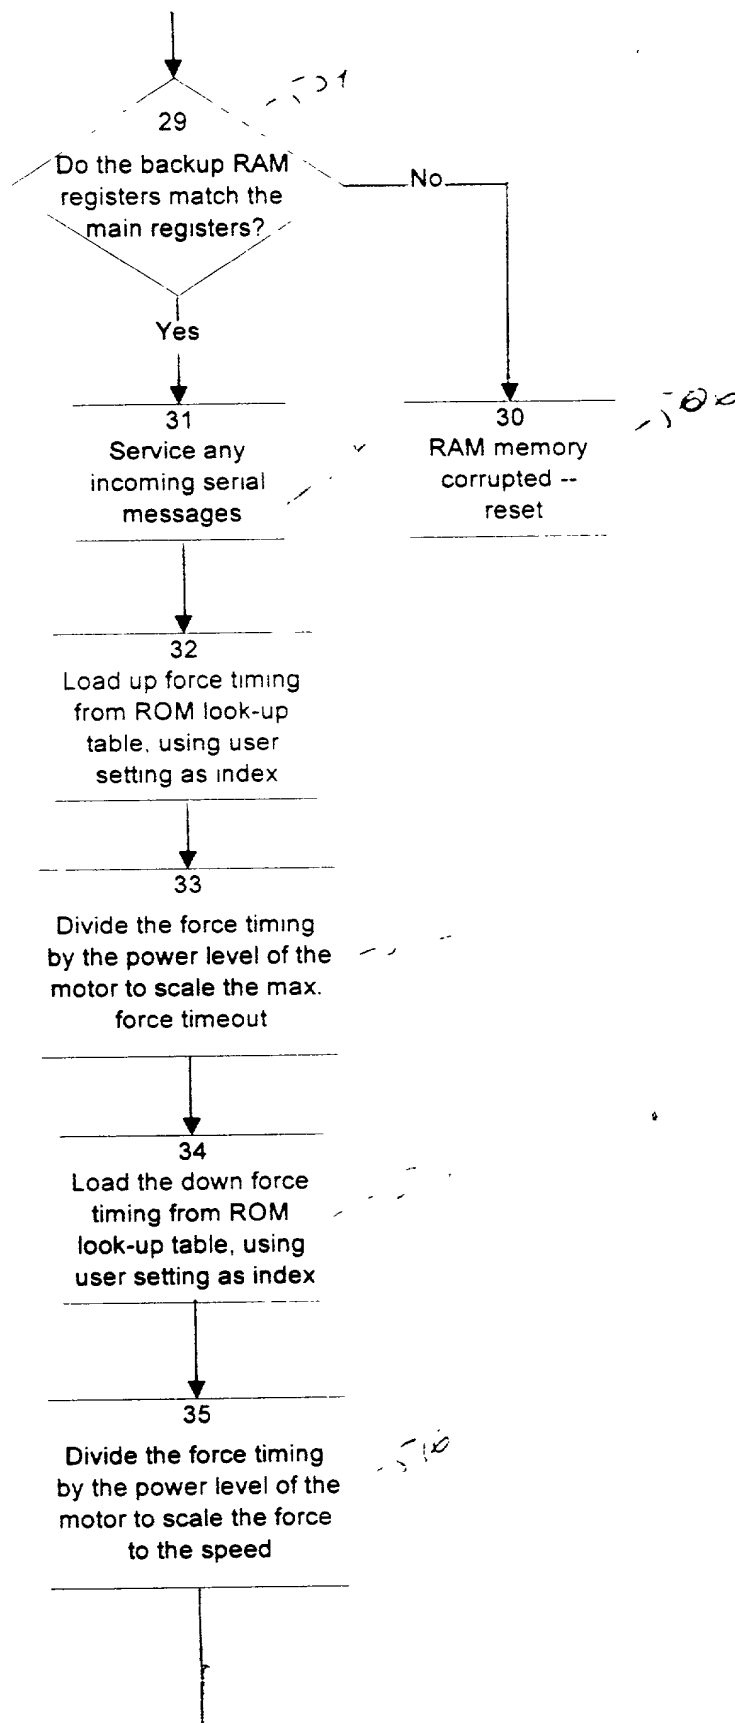 29
Do the backup RAM
registers match the
main registers?
No
Yes
31
Service any
incoming serial
messages
30
RAM memory
corrupted --
reset
32
Load up force timing
from ROM look-up
table, using user
setting as index
33
Divide the force timing
by the power level of the
motor to scale the max.
force timeout
34
Load the down force
timing from ROM
look-up table, using
user setting as index
35
Divide the force timing
by the power level of the
motor to scale the force
to the speed